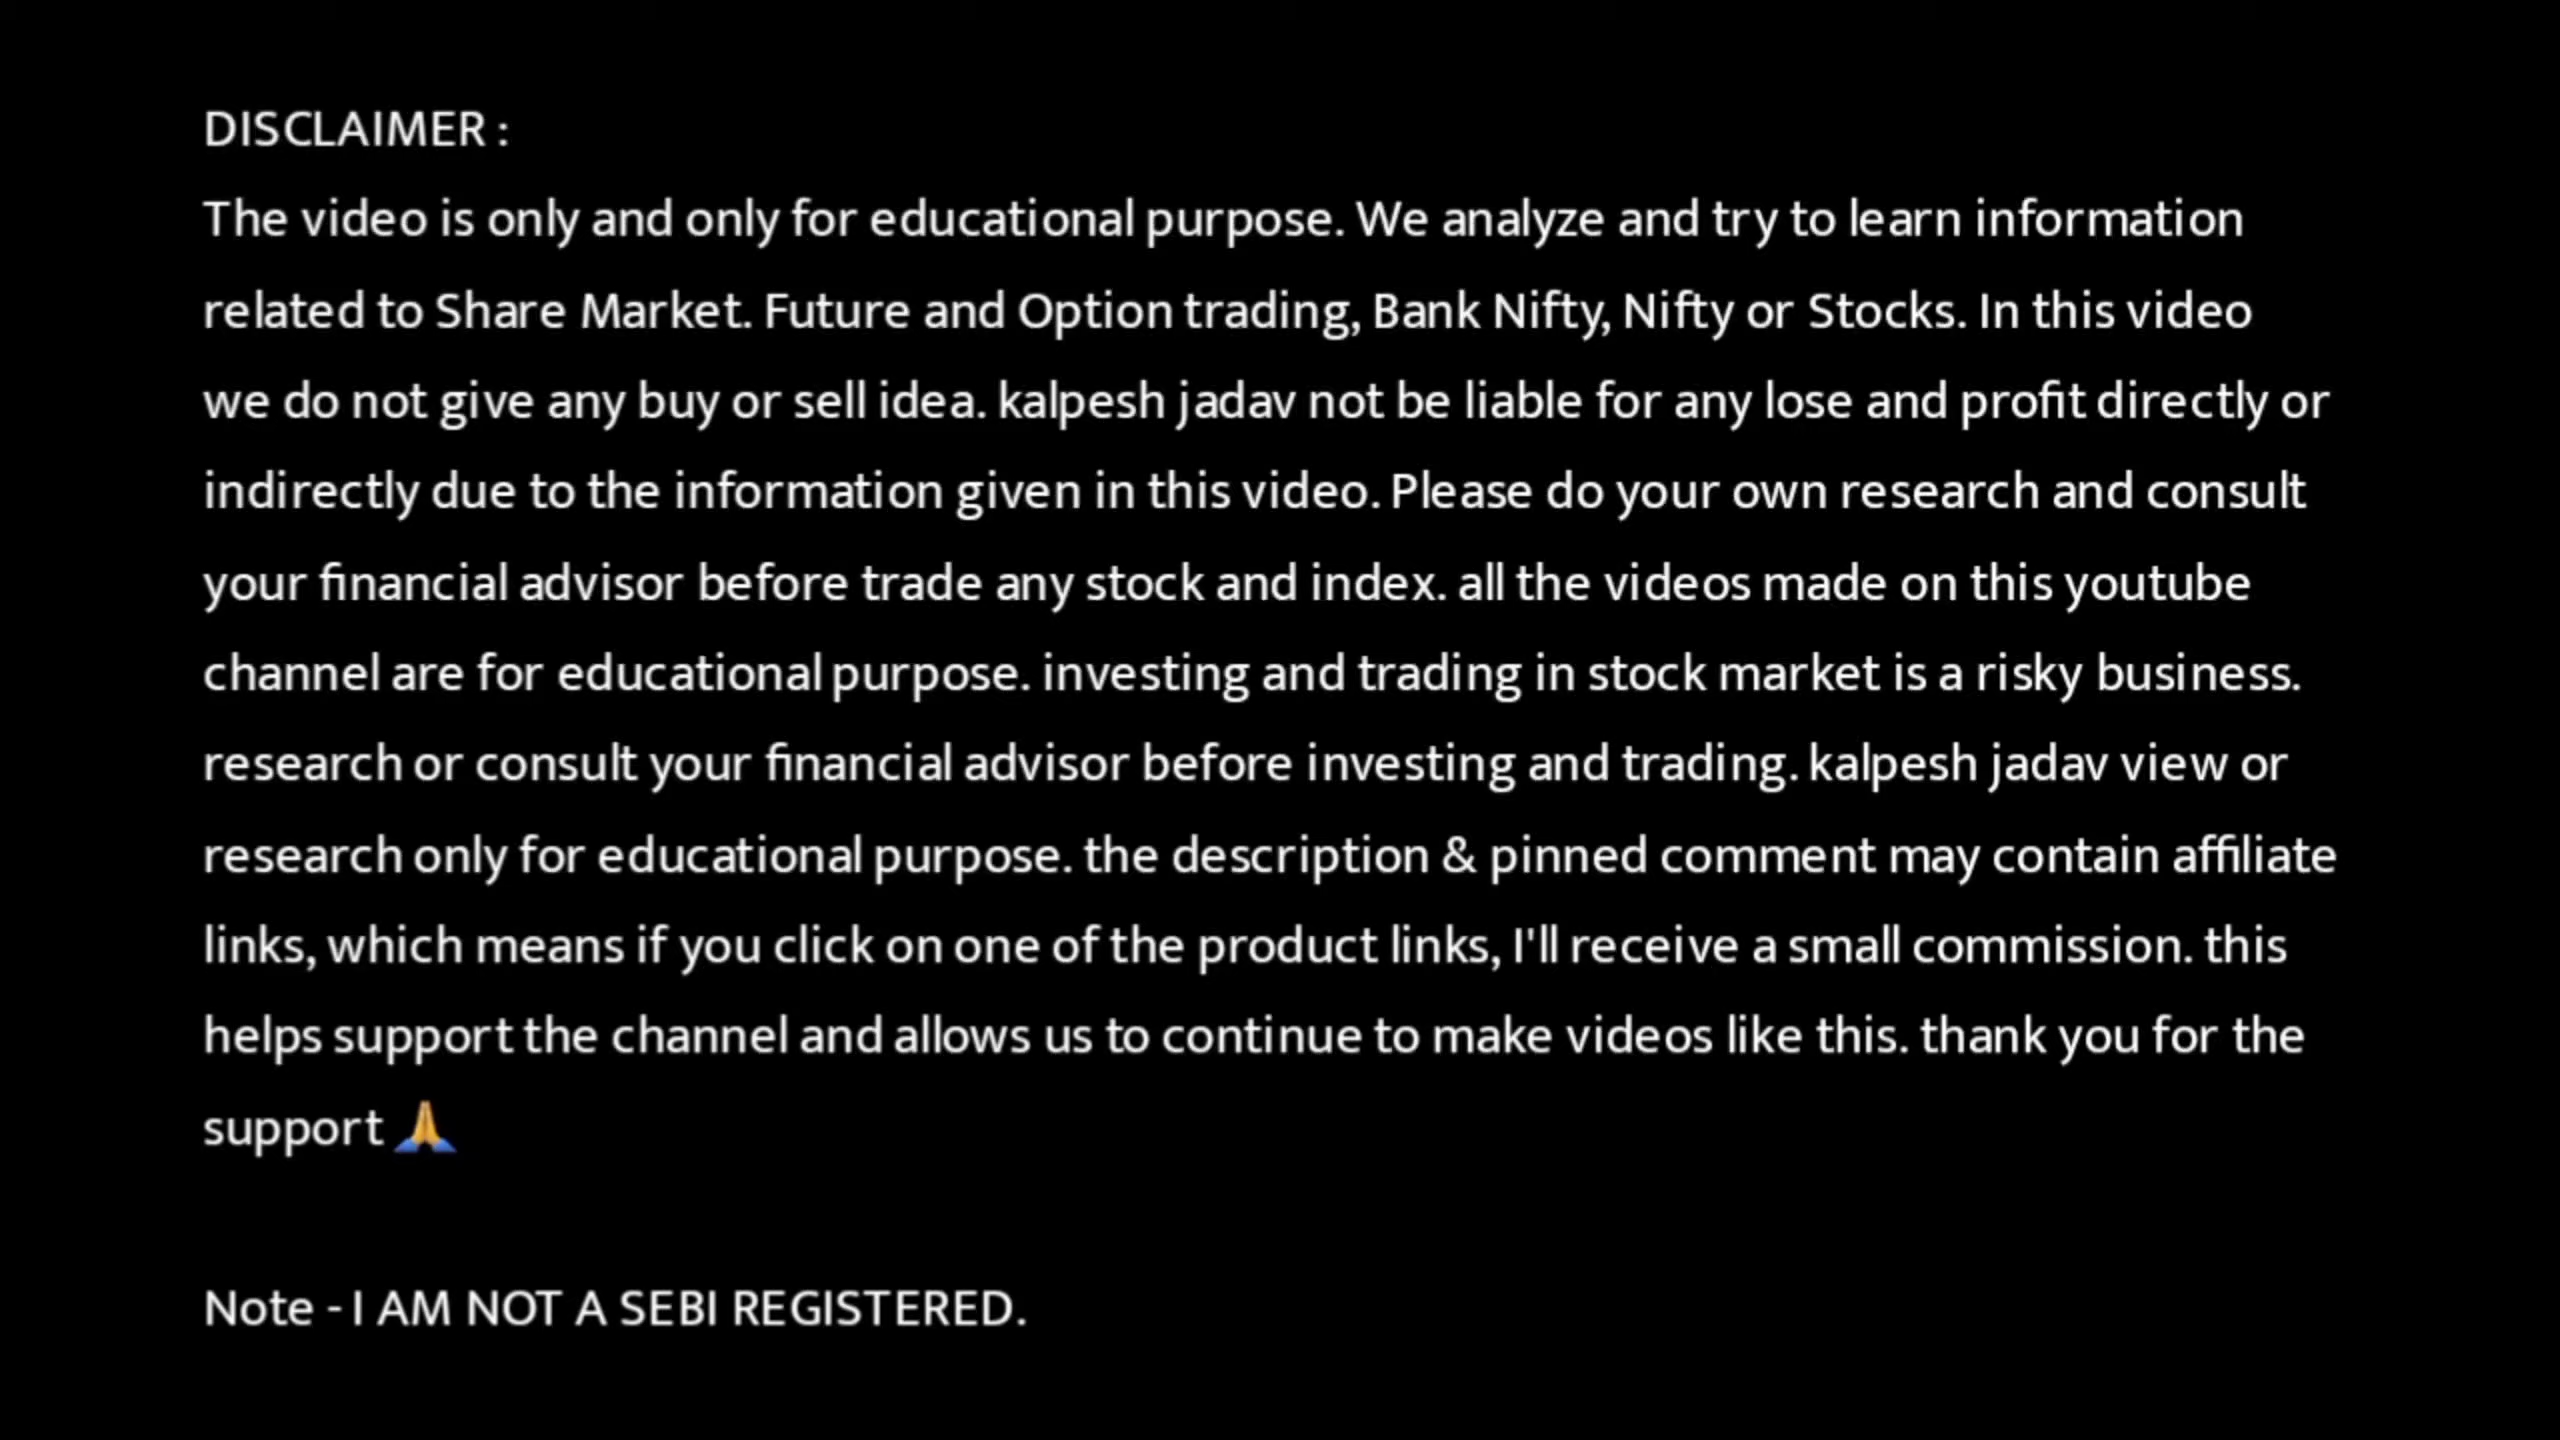 DISCLAIMER :
The video is only and only for educational purpose. We analyze and try to learn information
related to Share Market. Future and Option trading, Bank Nifty, Nifty or Stocks. In this video
we do not give any buy or sell idea. kalpesh jadav not be liable for any lose and profit directly or
indirectly due to the information given in this video. Please do your own research and consult
your financial advisor before trade any stock and index. all the videos made on this youtube
channel are for educational purpose. investing and trading in stock market is a risky business.
research or consult your financial advisor before investing and trading. kalpesh jadav view or
research only for educational purpose. the description & pinned comment may contain affiliate
links, which means if you click on one of the product links, I'll receive a small commission. this
helps support the channel and allows us to continue to make videos like this. thank you for the
support 🙏
Note - I AM NOT A SEBI REGISTERED.